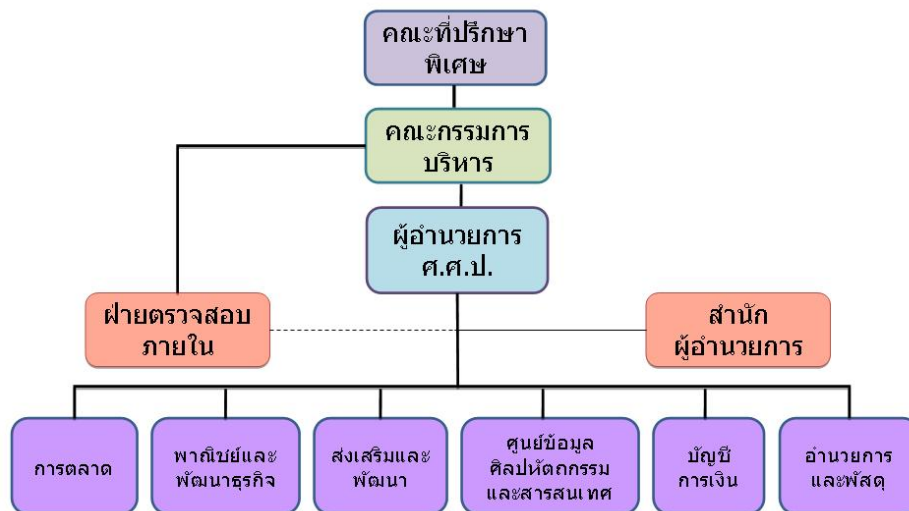 คณะที่ปรึกษา
พิเศษ
คณะกรรมการ
บริหาร
ผู้อำนวยการ
ศ.ศ.ป.
ฝ่ายตรวจสอบ
ภายใน
สำนัก
ผู้อำนวยการ
การตลาด
พาณิชย์และ
พัฒนาธุรกิจ
ส่งเสริมและ
พัฒนา
ศูนย์ข้อมูล
ศิลปหัตถกรรม
และสารสนเทศ
บัญชี
การเงิน
อำนวยการ
และพัสดุ